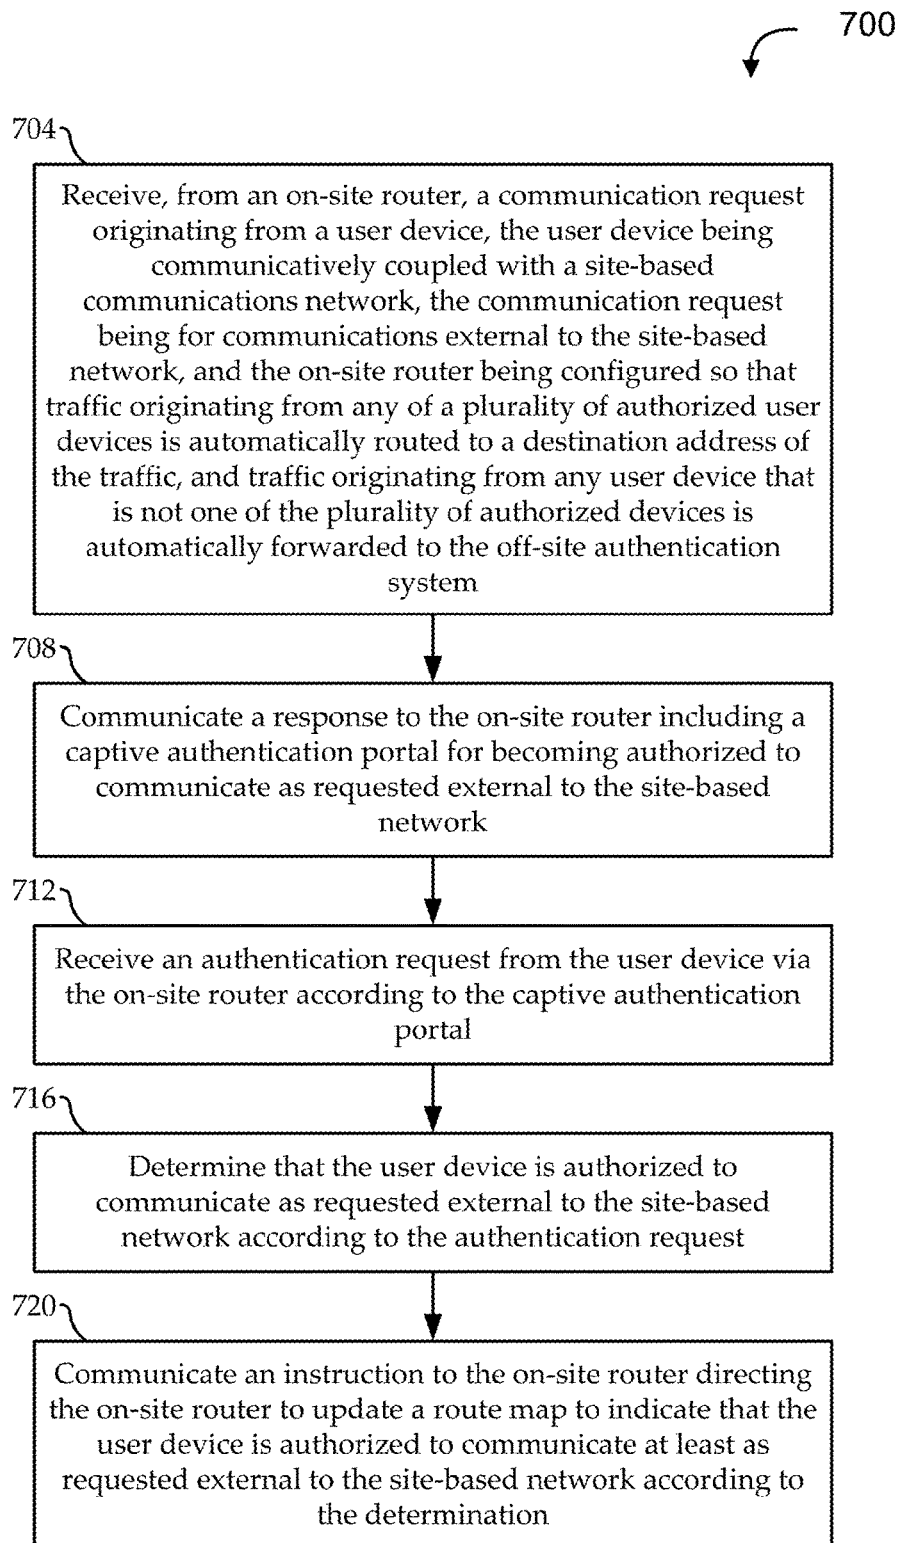 700
704
Receive, from an on-site router, a communication request
originating from a user device, the user device being
communicatively coupled with a site-based
communications network, the communication request
being for communications external to the site-based
network, and the on-site router being configured so that
traffic originating from any of a plurality of authorized user
devices is automatically routed to a destination address of
the traffic, and traffic originating from any user device that
is not one of the plurality of authorized devices is
automatically forwarded to the off-site authentication
system
708
Communicate a response to the on-site router including a
captive authentication portal for becoming authorized to
communicate as requested external to the site-based
network
712
Receive an authentication request from the user device via
the on-site router according to the captive authentication
portal
716
Determine that the user device is authorized to
communicate as requested external to the site-based
network according to the authentication request
720
Communicate an instruction to the on-site router directing
the on-site router to update a route map to indicate that the
user device is authorized to communicate at least as
requested external to the site-based network according to
the determination